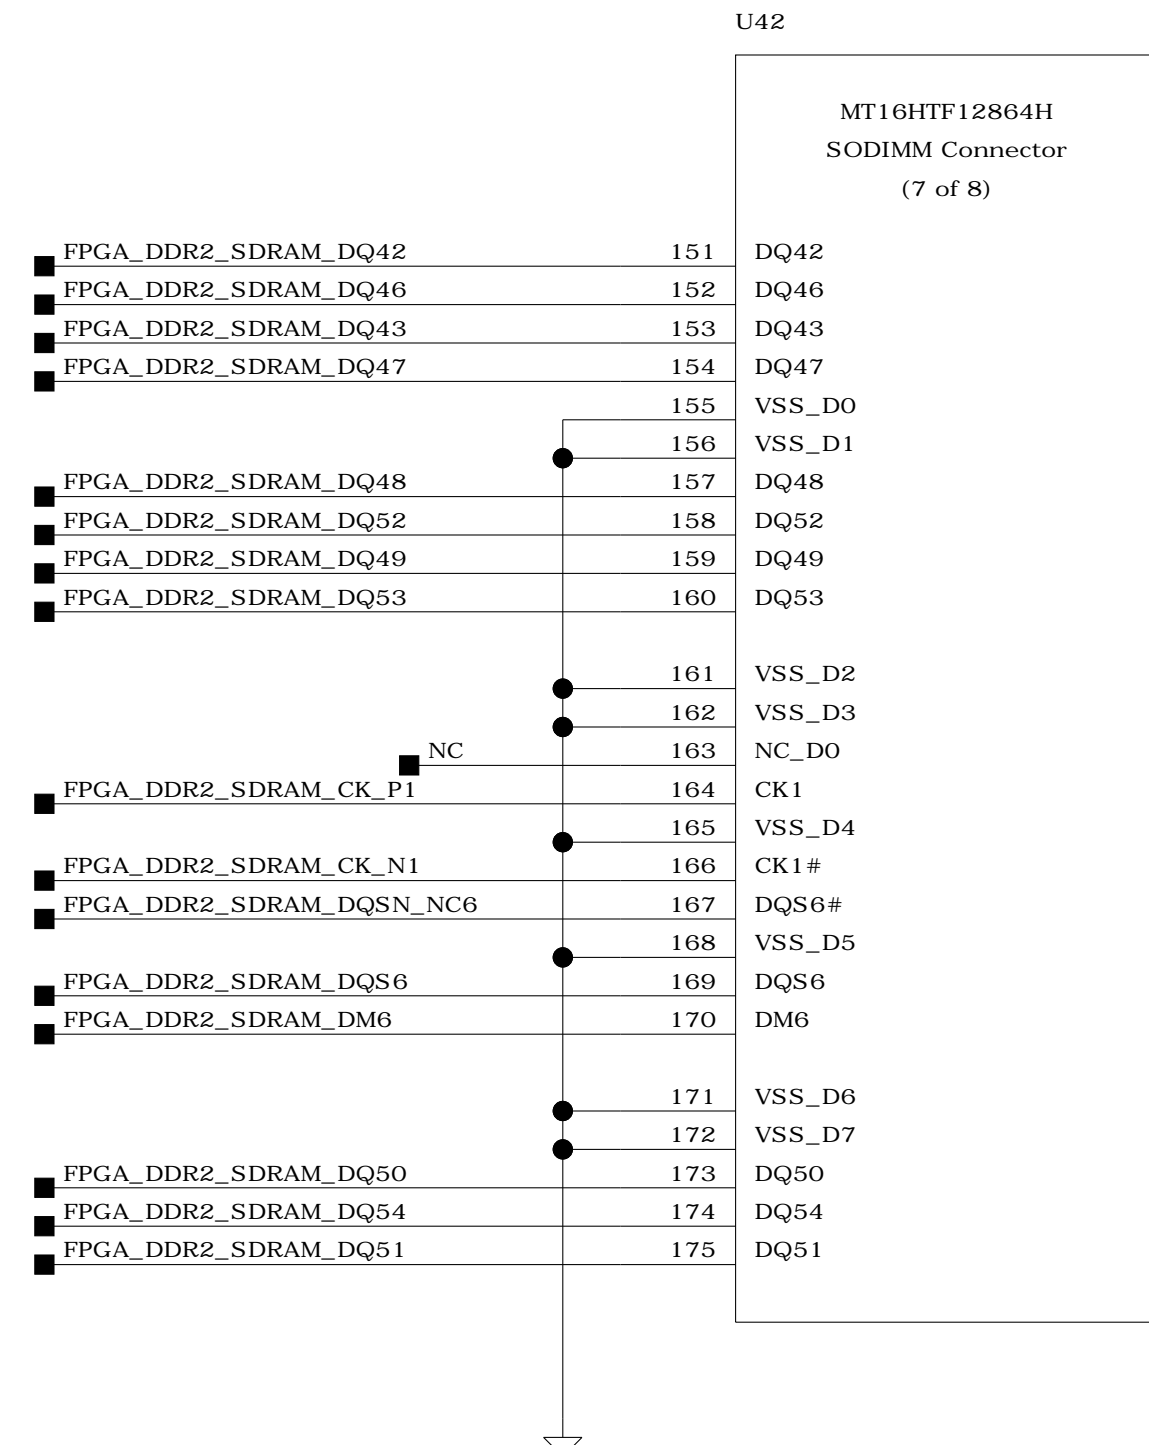 U42
MT16HTF12864H
SODIMM Connector
(7 of 8)
FPGA_DDR2_SDRAM_DQ42 151 DQ42
FPGA_DDR2_SDRAM_DQ46 152 DQ46
FPGA_DDR2_SDRAM_DQ43 153 DQ43
FPGA_DDR2_SDRAM_DQ47 154 DQ47
155 VSS_D0
156 VSS_D1
FPGA_DDR2_SDRAM_DQ48 157 DQ48
FPGA_DDR2_SDRAM_DQ52 158 DQ52
FPGA_DDR2_SDRAM_DQ49 159 DQ49
FPGA_DDR2_SDRAM_DQ53 160 DQ53
161 VSS_D2
162 VSS_D3
NC 163 NC_D0
FPGA_DDR2_SDRAM_CK_P1 164 CK1
165 VSS_D4
FPGA_DDR2_SDRAM_CK_N1 166 CK1#
FPGA_DDR2_SDRAM_DQSN_NC6 167 DQS6#
168 VSS_D5
FPGA_DDR2_SDRAM_DQS6 169 DQS6
FPGA_DDR2_SDRAM_DM6 170 DM6
171 VSS_D6
172 VSS_D7
FPGA_DDR2_SDRAM_DQ50 173 DQ50
FPGA_DDR2_SDRAM_DQ54 174 DQ54
FPGA_DDR2_SDRAM_DQ51 175 DQ51